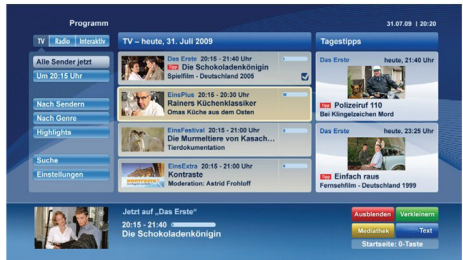 Programm
31.07.09 | 20:20
TV Radio Interaktiv
Alle Sender jetzt
Um 20:15 Uhr
Nach Sendern
Nach Genre
Highlights
Suche
Einstellungen
TV – heute, 31. Juli 2009
Das Erste 20:15 - 21:40 Uhr
Tipp Die Schokoladenkönigin
Spielfilm - Deutschland 2005
EinsPlus 20:15 - 20:30 Uhr
Rainers Küchenklassiker
Omas Küche aus dem Osten
EinsFestival 20:15 - 21:00 Uhr
Die Murmeltiere von Kasach...
Tierdokumentation
EinsExtra 20:15 - 21:00 Uhr
Kontraste
Moderation: Astrid Frohloff
Tagestipps
Das Erste heute, 21:40 Uhr
Tipp Polizeiruf 110
Bei Klingelzeichen Mord
Das Erste heute, 23:25 Uhr
Tipp Einfach raus
Fernsehfilm - Deutschland 1999
Jetzt auf „Das Erste“
20:15 - 21:40
Die Schokoladenkönigin
Ausblenden Verkleinern
Mediathek Text
Startseite: 0-Taste